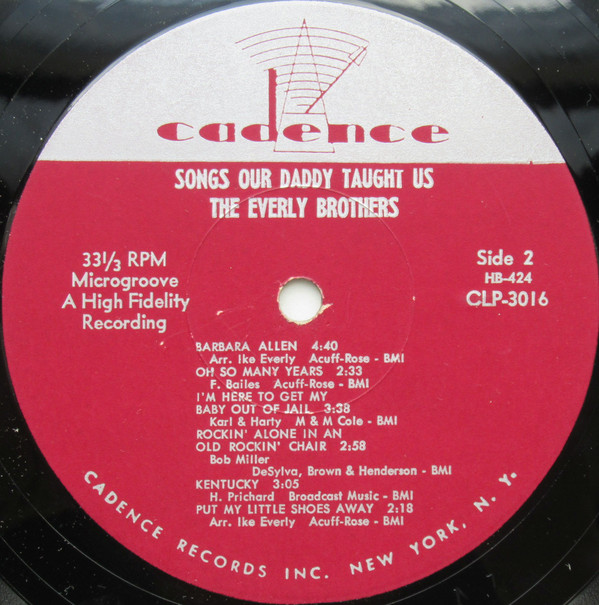 cadence
SONGS OUR DADDY TAUGHT US
THE EVERLY BROTHERS
33 1/3 RPM
Microgroove
A High Fidelity
Recording
Side 2
HB-424
CLP-3016
BARBARA ALLEN 4:40
Arr. Ike Everly Acuff-Rose - BMI
OH SO MANY YEARS 2:33
F. Bailes Acuff-Rose - BMI
I'M HERE TO GET MY
BABY OUT OF JAIL 3:38
Karl & Harty M & M Cole - BMI
ROCKIN' ALONE IN AN
OLD ROCKIN' CHAIR 2:58
Bob Miller
DeSylva, Brown & Henderson - BMI
KENTUCKY 3:05
H. Prichard Broadcast Music - BMI
PUT MY LITTLE SHOES AWAY 2:18
Arr. Ike Everly Acuff-Rose - BMI
CADENCE RECORDS INC. NEW YORK, N. Y.